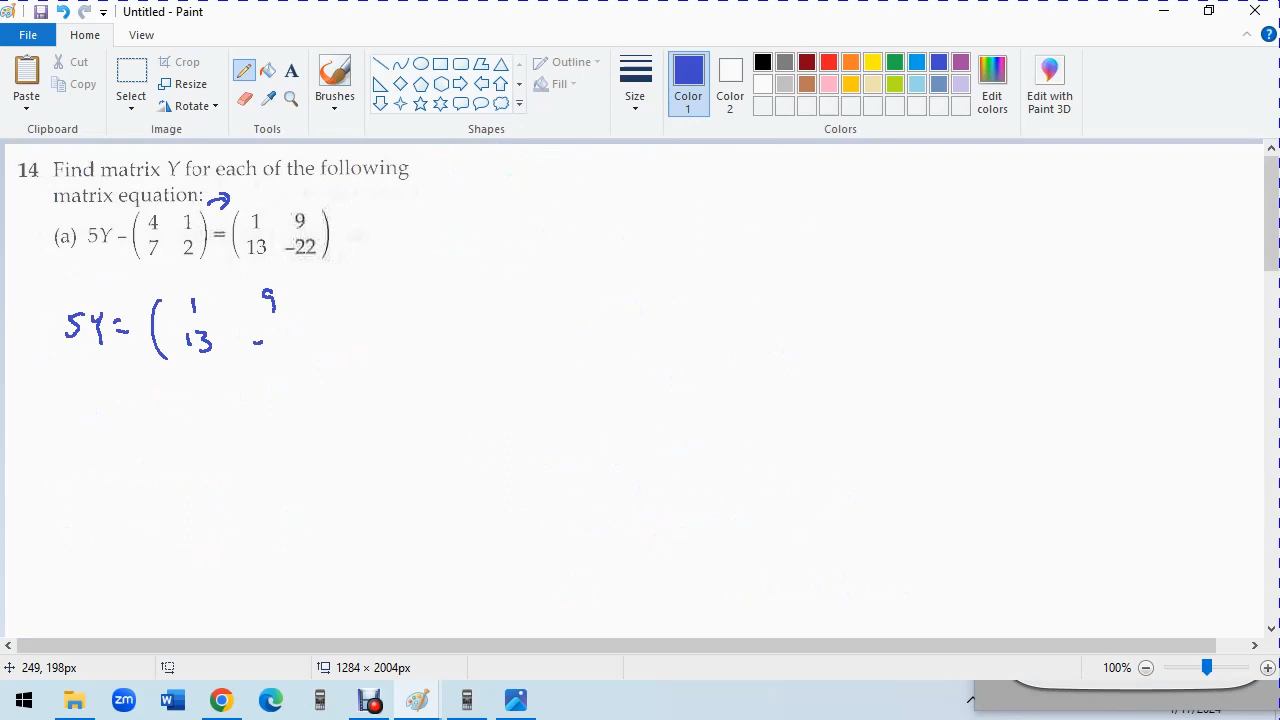 Untitled - Paint
File Home View
Paste Cut Copy Clipboard
Select Crop Resize Rotate Image
Tools
Brushes
Outline Fill Shapes
Size
Color 1 Color 2 Edit colors Colors
Edit with Paint 3D
14 Find matrix Y for each of the following
matrix equation: →
(a) 5Y – ( 4 1 ) = ( 1 9 )
7 2 13 –22
5Y = ( 1 9
13 -
249, 198px 1284 × 2004px 100%
zm